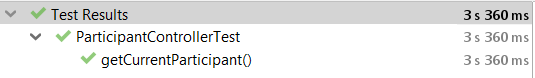 Test Results 3 s 360 ms
ParticipantControllerTest 3 s 360 ms
getCurrentParticipant() 3 s 360 ms